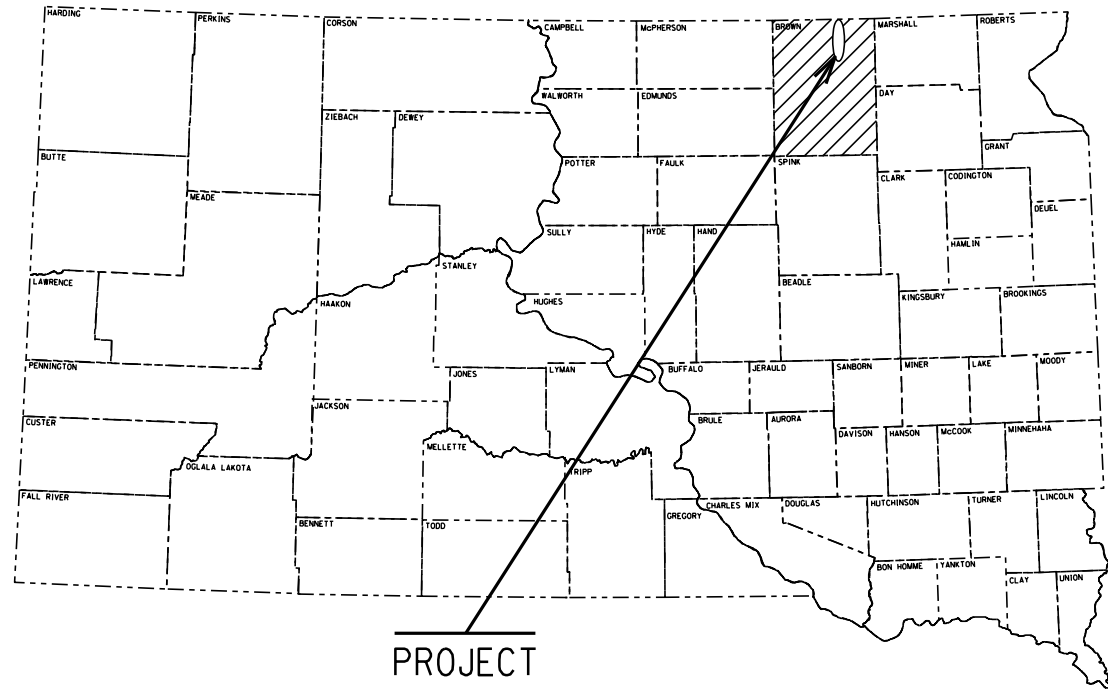 HARDING
PERKINS
CORSON
CAMPBELL
McPHERSON
BROWN
MARSHALL
ROBERTS
WALWORTH
EDMUNDS
DAY
ZIEBACH
DEWEY
GRANT
BUTTE
POTTER
FAULK
SPINK
CLARK
CODINGTON
MEADE
DEUEL
SULLY
HYDE
HAND
HAMLIN
STANLEY
LAWRENCE
BEADLE
HAAKON
HUGHES
KINGSBURY
BROOKINGS
PENNINGTON
JONES
LYMAN
BUFFALO
JERAULD
SANBORN
MINER
LAKE
MOODY
JACKSON
CUSTER
BRULE
AURORA
DAVISON
HANSON
McCOOK
MINNEHAHA
MELLETTE
OGLALA LAKOTA
TRIPP
FALL RIVER
GREGORY
CHARLES MIX
DOUGLAS
HUTCHINSON
TURNER
LINCOLN
BENNETT
TODD
BON HOMME
YANKTON
CLAY
UNION
PROJECT